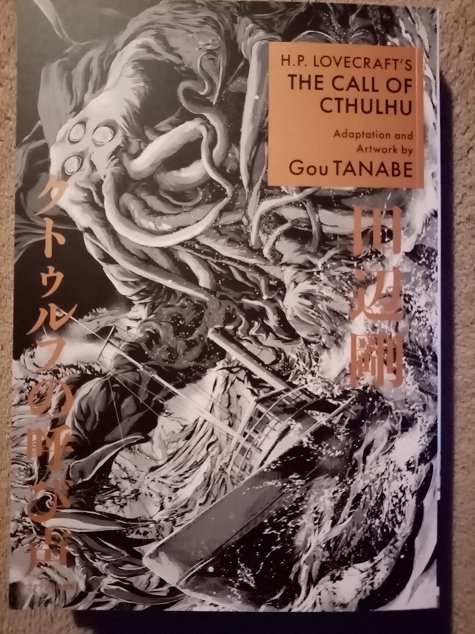 H.P. LOVECRAFT'S
THE CALL OF
CTHULHU
Adaptation and
Artwork by
Gou TANABE
田辺剛
クトゥルフの呼び声